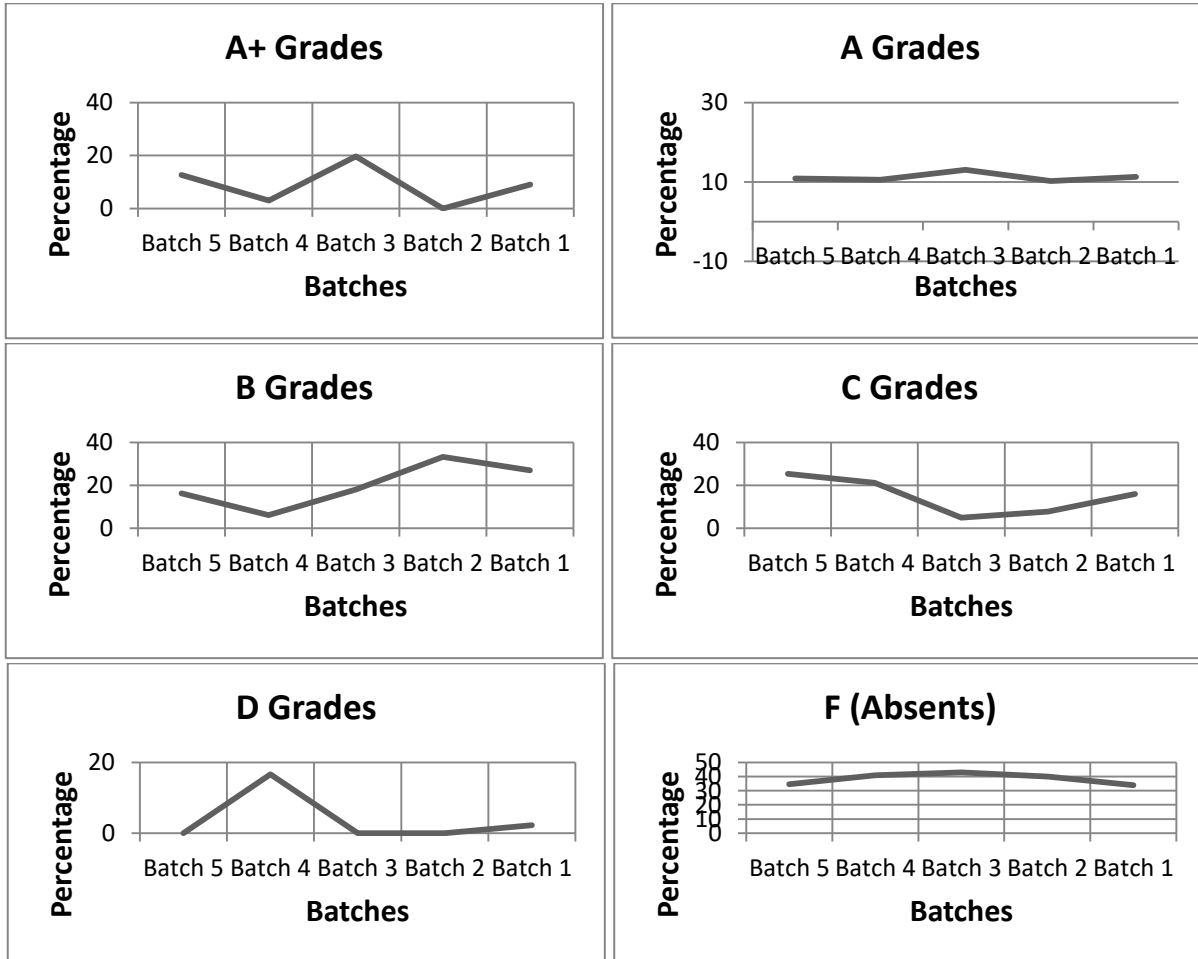 A+ Grades
Percentage
40
20
0
Batch 5 Batch 4 Batch 3 Batch 2 Batch 1
Batches
A Grades
Percentage
30
10
-10
Batch 5 Batch 4 Batch 3 Batch 2 Batch 1
Batches
B Grades
Percentage
40
20
0
Batch 5 Batch 4 Batch 3 Batch 2 Batch 1
Batches
C Grades
Percentage
40
20
0
Batch 5 Batch 4 Batch 3 Batch 2 Batch 1
Batches
D Grades
Percentage
20
0
Batch 5 Batch 4 Batch 3 Batch 2 Batch 1
Batches
F (Absents)
Percentage
50
40
30
20
10
0
Batch 5 Batch 4 Batch 3 Batch 2 Batch 1
Batches